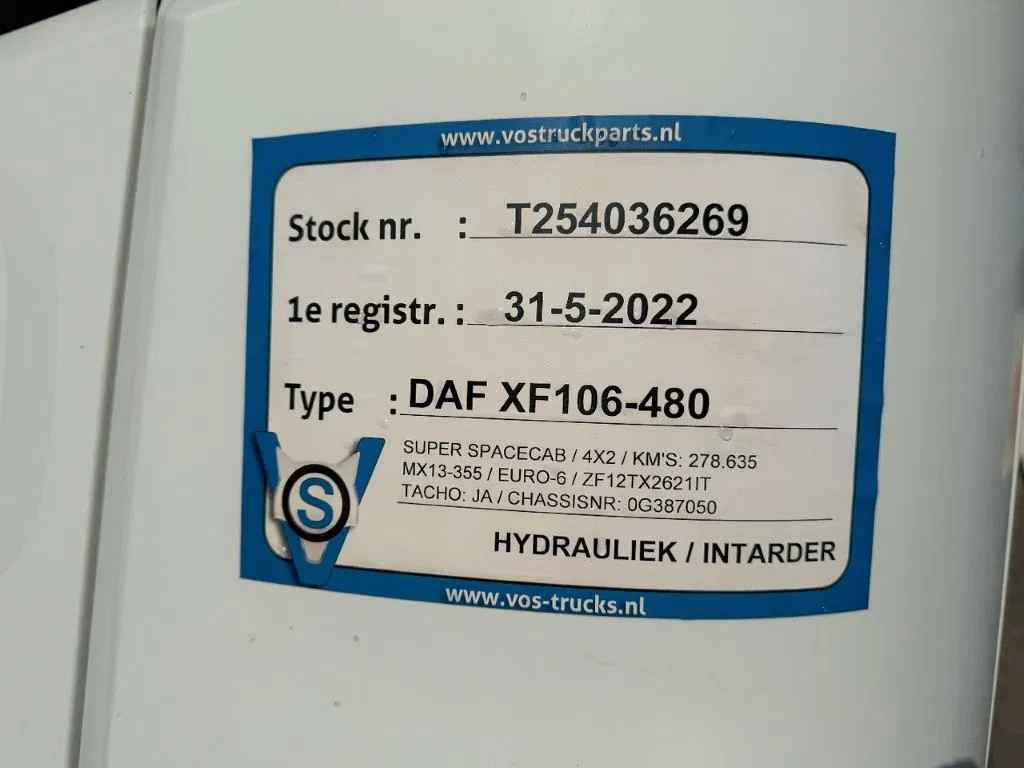 www.vostruckparts.nl
Stock nr. : T254036269
1e registr. : 31-5-2022
Type : DAF XF106-480
SUPER SPACECAB / 4X2 / KM'S: 278.635
MX13-355 / EURO-6 / ZF12TX2621IT
TACHO: JA / CHASSISNR: 0G387050
S
HYDRAULIEK / INTARDER
www.vos-trucks.nl